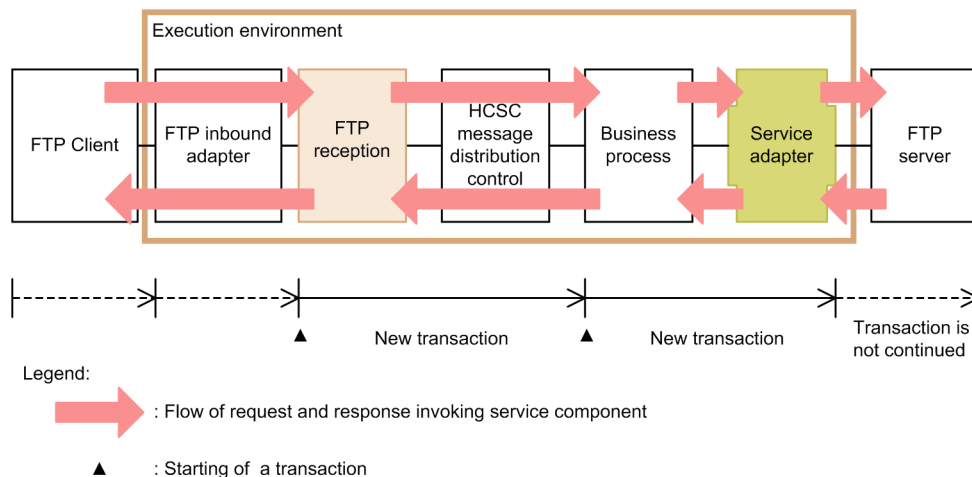 Execution environment
FTP Client
FTP inbound
adapter
FTP
reception
HCSC
message
distribution
control
Business
process
Service
adapter
FTP
server
▲
New transaction
▲
New transaction
Transaction is
not continued
Legend:
: Flow of request and response invoking service component
▲ : Starting of a transaction